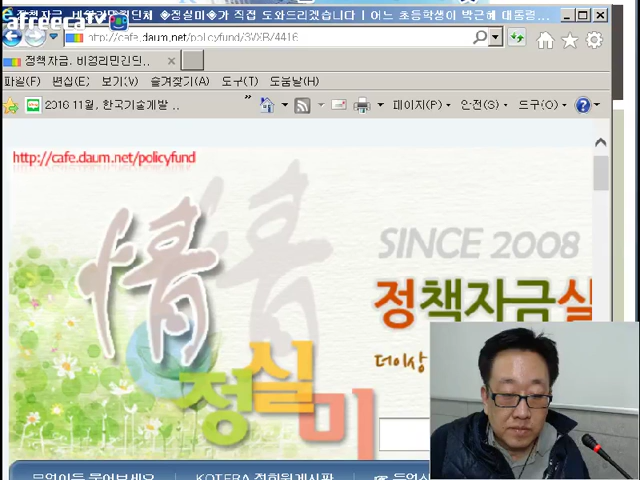 정책자금, 비영리민간단체 ◈정실미◈가 직접 도와드리겠습니다 | 어느 초등학생이 박근혜 대통령...
afreecaTV
http://cafe.daum.net/policyfund/3VXB/4416
정책자금. 비영리민간단..
파일(F) 편집(E) 보기(V) 즐겨찾기(A) 도구(T) 도움말(H)
2016 11월, 한국기술개발 ..
페이지(P) 안전(S) 도구(O)
http://cafe.daum.net/policyfund
情
SINCE 2008
정책자금실
더이상
정실미
무엇이든 물어보세요 KOTERA 정회원게시판